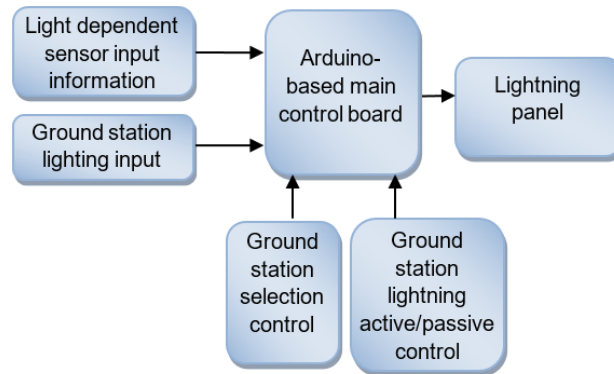 Light dependent
sensor input
information
Ground station
lighting input
Arduino-
based main
control board
Lightning
panel
Ground
station
selection
control
Ground
station
lightning
active/passive
control